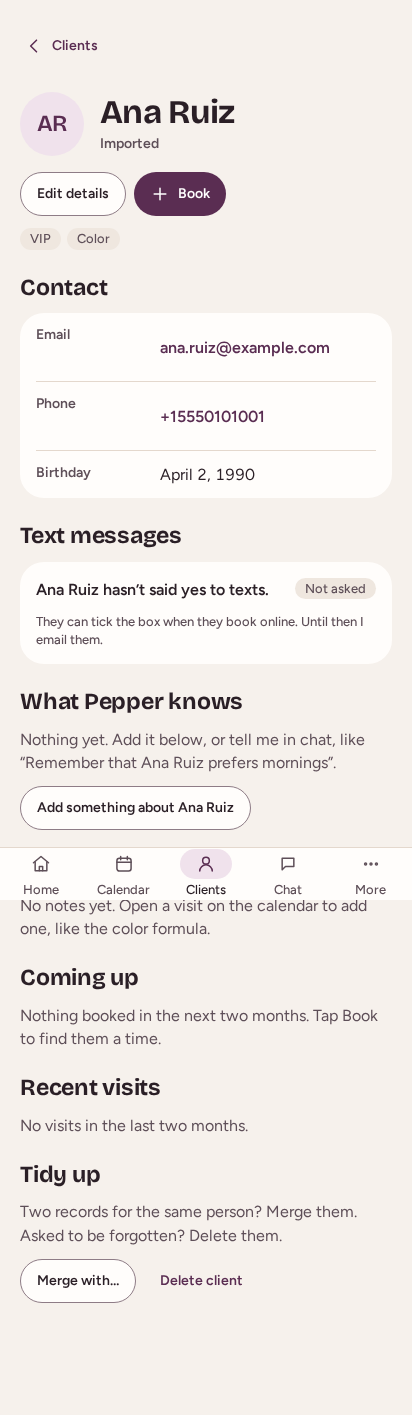 Clients
AR
Ana Ruiz
Imported
Edit details
Book
VIP
Color
Contact
Email
ana.ruiz@example.com
Phone
+15550101001
Birthday
April 2, 1990
Text messages
Ana Ruiz hasn’t said yes to texts.
Not asked
They can tick the box when they book online. Until then I
email them.
What Pepper knows
Nothing yet. Add it below, or tell me in chat, like
“Remember that Ana Ruiz prefers mornings”.
Add something about Ana Ruiz
Home
Calendar
Clients
Chat
More
No notes yet. Open a visit on the calendar to add
one, like the color formula.
Coming up
Nothing booked in the next two months. Tap Book
to find them a time.
Recent visits
No visits in the last two months.
Tidy up
Two records for the same person? Merge them.
Asked to be forgotten? Delete them.
Merge with…
Delete client